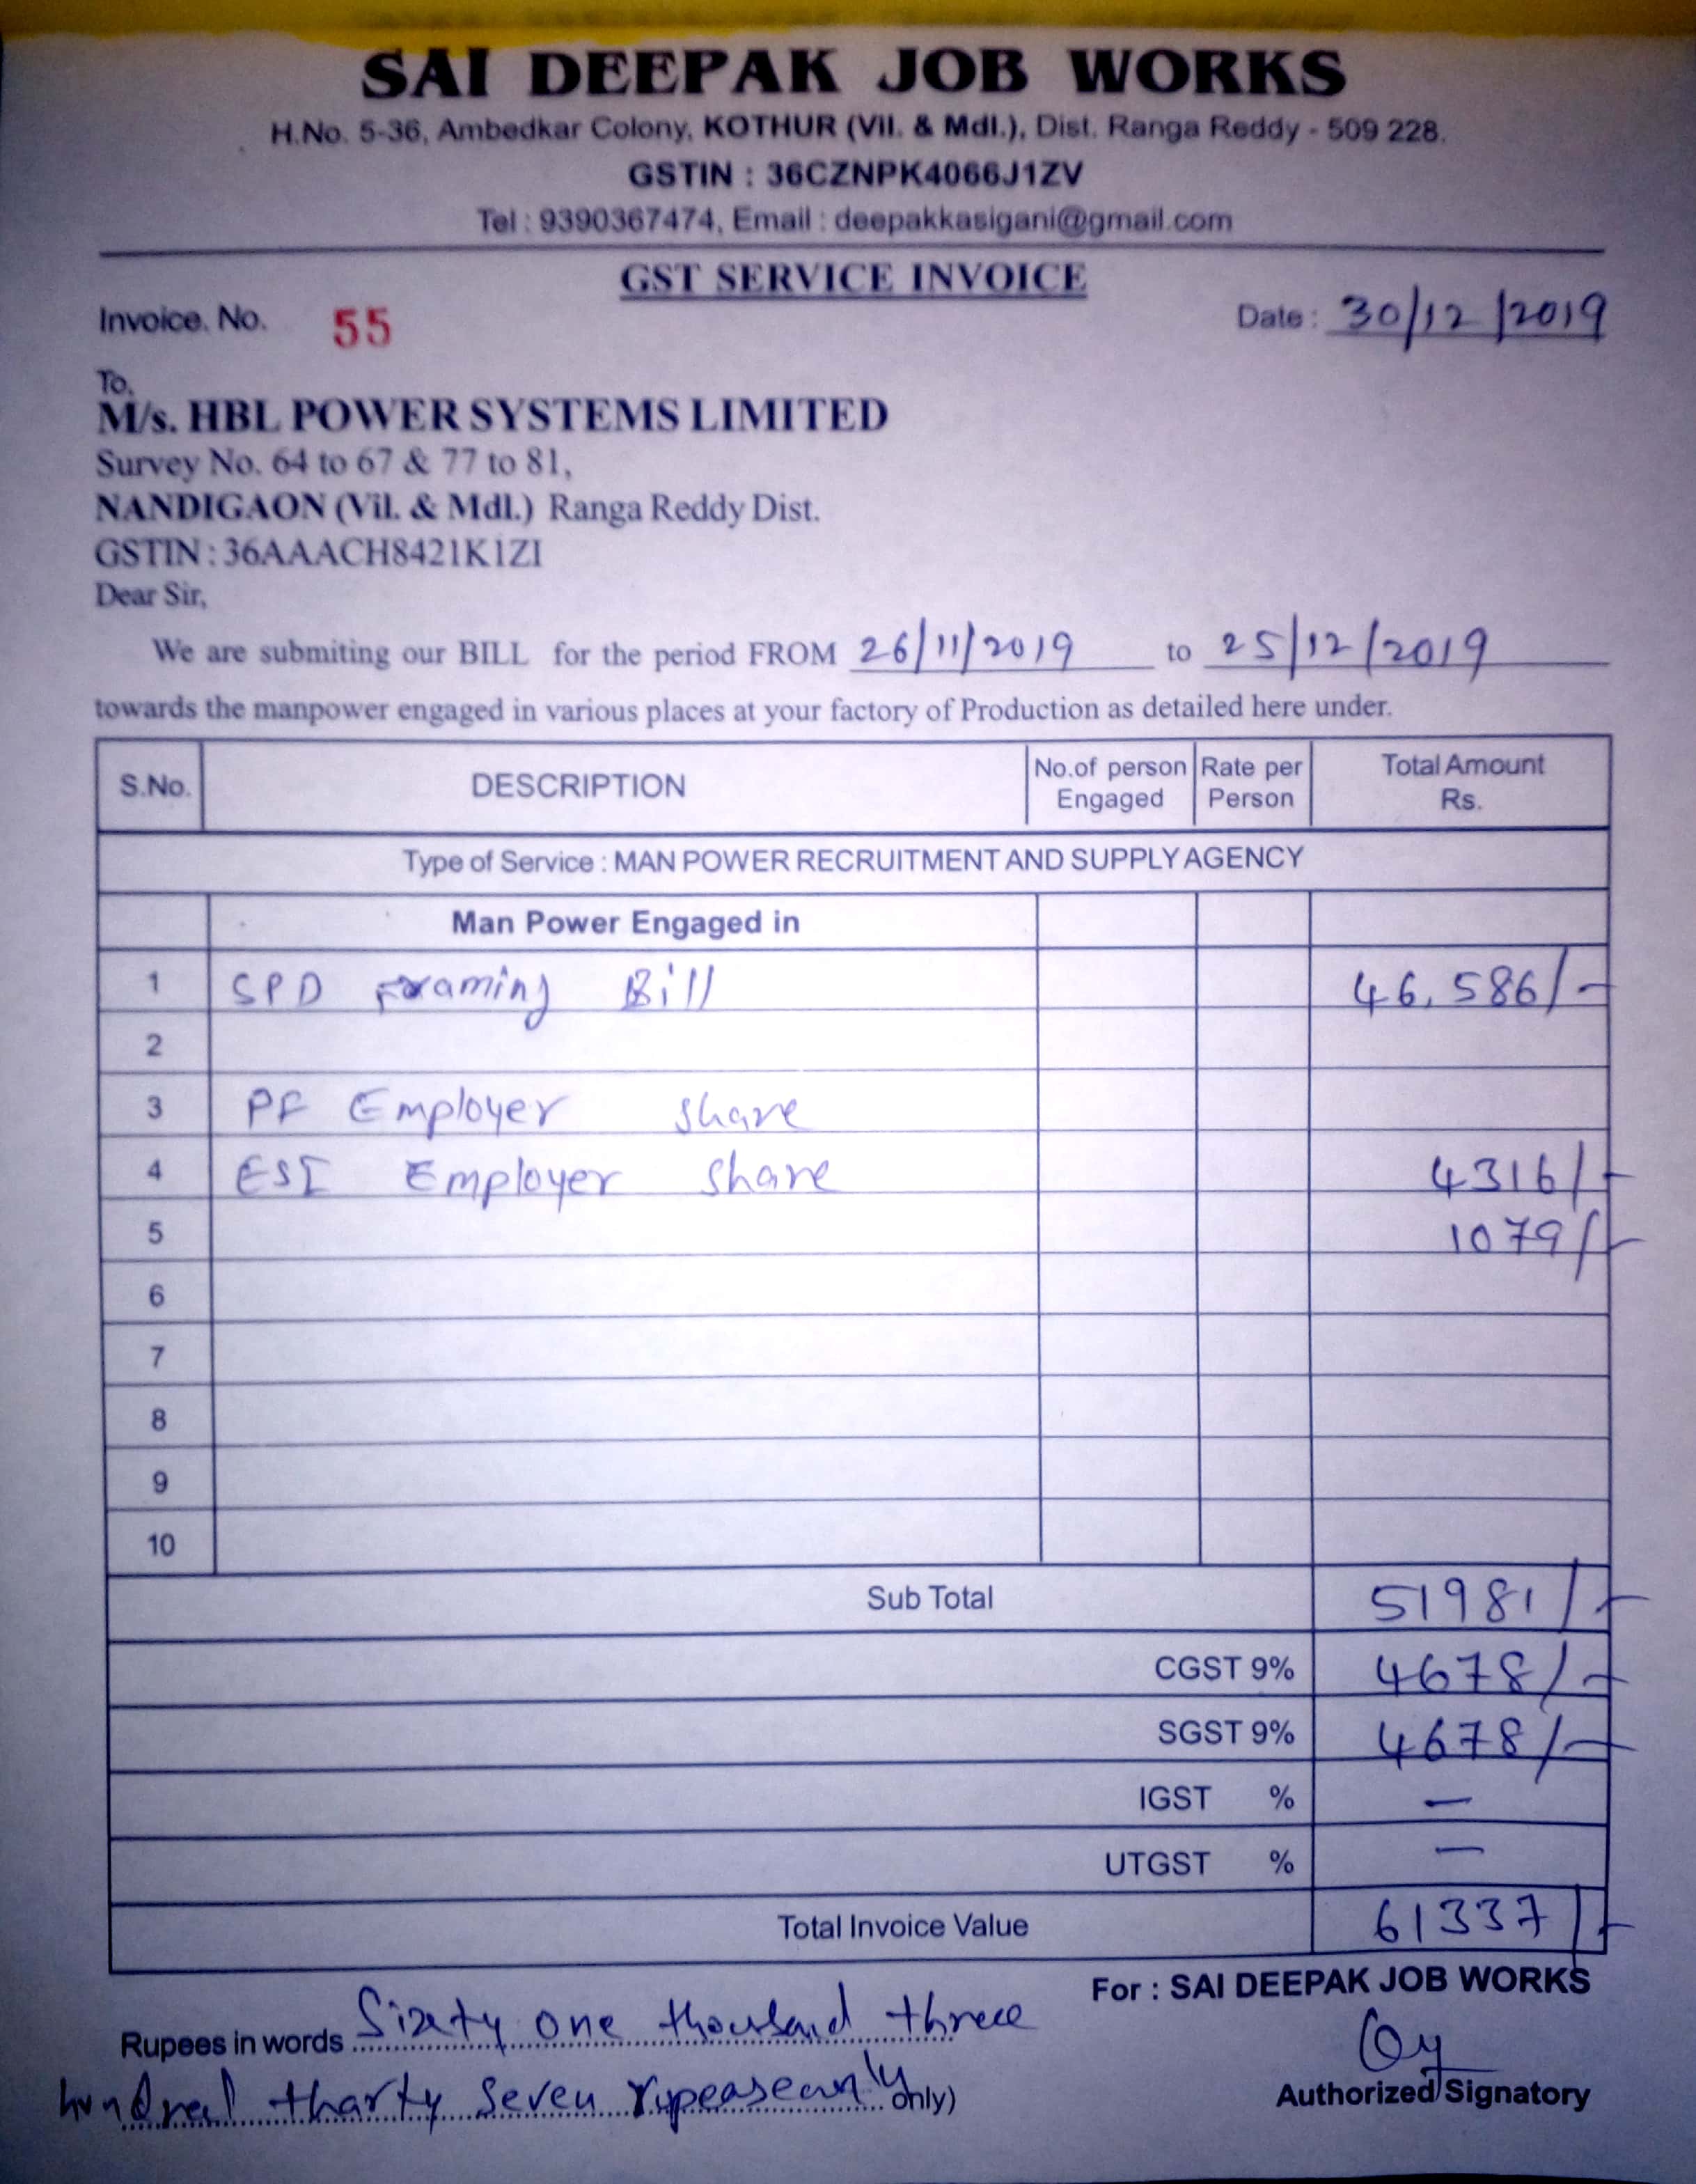 SAI DEEPAK JOB WORKS
H.No. 5-36, Ambedkar Colony, KOTHUR (Vil. & Mdl.), Dist. Ranga Reddy - 509 228.
GSTIN : 36CZNPK4066J1ZV
Tel : 9390367474, Email : deepakkasigani@gmail.com
GST SERVICE INVOICE
Invoice. No. 55 Date : 30/12/2019
To,
M/s. HBL POWER SYSTEMS LIMITED
Survey No. 64 to 67 & 77 to 81,
NANDIGAON (Vil. & Mdl.) Ranga Reddy Dist.
GSTIN : 36AAACH8421K1ZI
Dear Sir,
We are submiting our BILL for the period FROM 26/11/2019 to 25/12/2019
towards the manpower engaged in various places at your factory of Production as detailed here under.
S.No. DESCRIPTION No.of person Engaged Rate per Person Total Amount Rs.
Type of Service : MAN POWER RECRUITMENT AND SUPPLY AGENCY
Man Power Engaged in
1 SPD Framing Bill 46,586/-
2
3 PF Employer share
4 ESI Employer share 4316/-
5 1079/-
6
7
8
9
10
Sub Total 51981/-
CGST 9% 4678/-
SGST 9% 4678/-
IGST % —
UTGST % —
Total Invoice Value 61337/-
For : SAI DEEPAK JOB WORKS
Rupees in words Sixty one thousand three
hundred tharty seven only)
Authorized Signatory